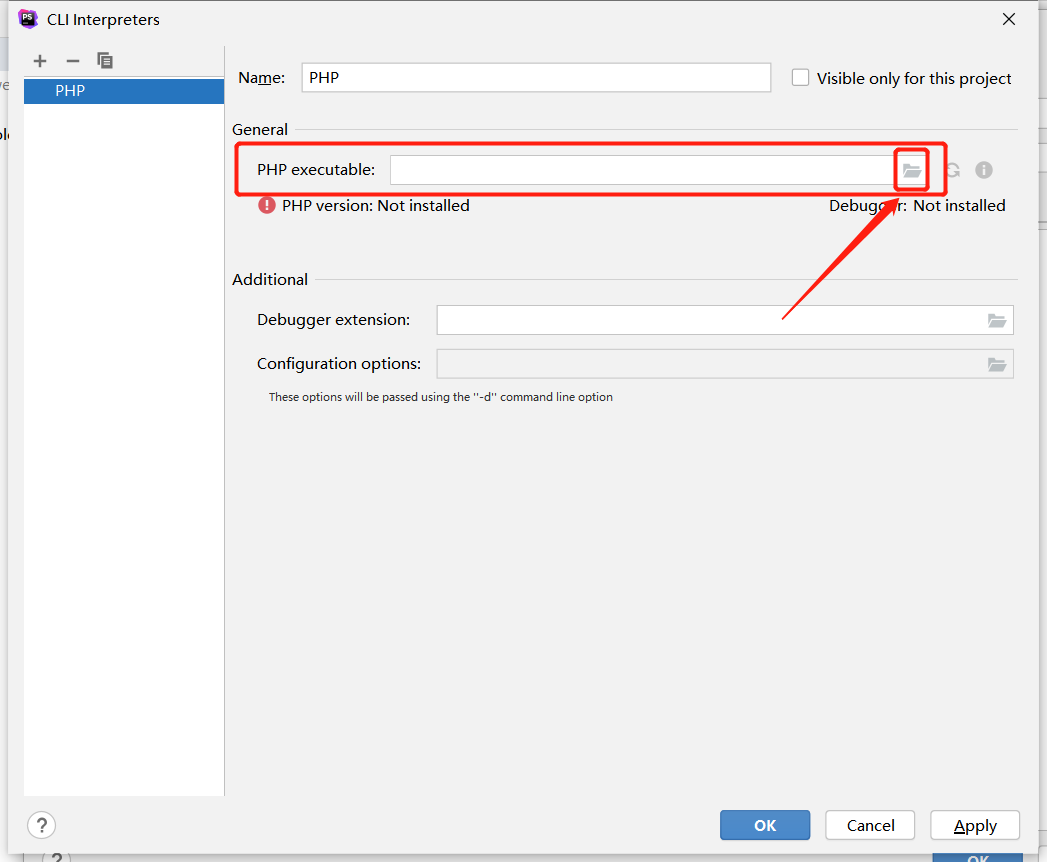 PS CLI Interpreters
PHP
Name: PHP
Visible only for this project
General
PHP executable:
PHP version: Not installed
Debugger: Not installed
Additional
Debugger extension:
Configuration options:
These options will be passed using the "-d" command line option
? OK Cancel Apply
? OK